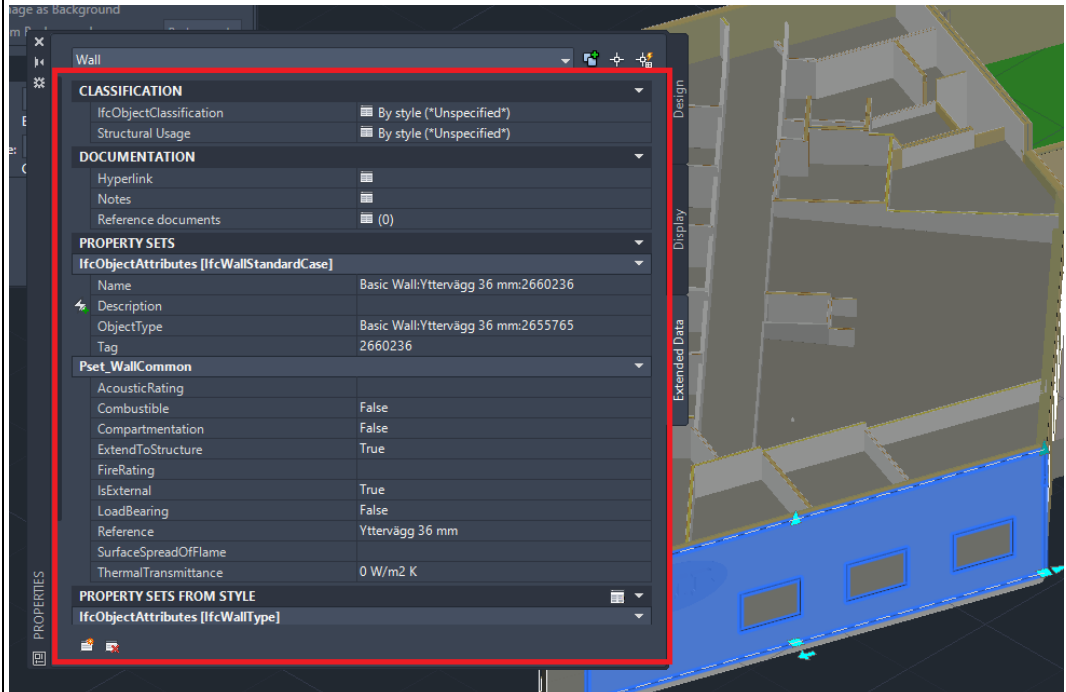 age as Background
Wall
CLASSIFICATION
IfcObjectClassification By style (*Unspecified*)
Structural Usage By style (*Unspecified*)
DOCUMENTATION
Hyperlink
Notes
Reference documents (0)
PROPERTY SETS
IfcObjectAttributes [IfcWallStandardCase]
Name Basic Wall:Yttervägg 36 mm:2660236
Description
ObjectType Basic Wall:Yttervägg 36 mm:2655765
Tag 2660236
Pset_WallCommon
AcousticRating
Combustible False
Compartmentation False
ExtendToStructure True
FireRating
IsExternal True
LoadBearing False
Reference Yttervägg 36 mm
SurfaceSpreadOfFlame
ThermalTransmittance 0 W/m2 K
PROPERTY SETS FROM STYLE
IfcObjectAttributes [IfcWallType]
PROPERTIES
Design
Display
Extended Data